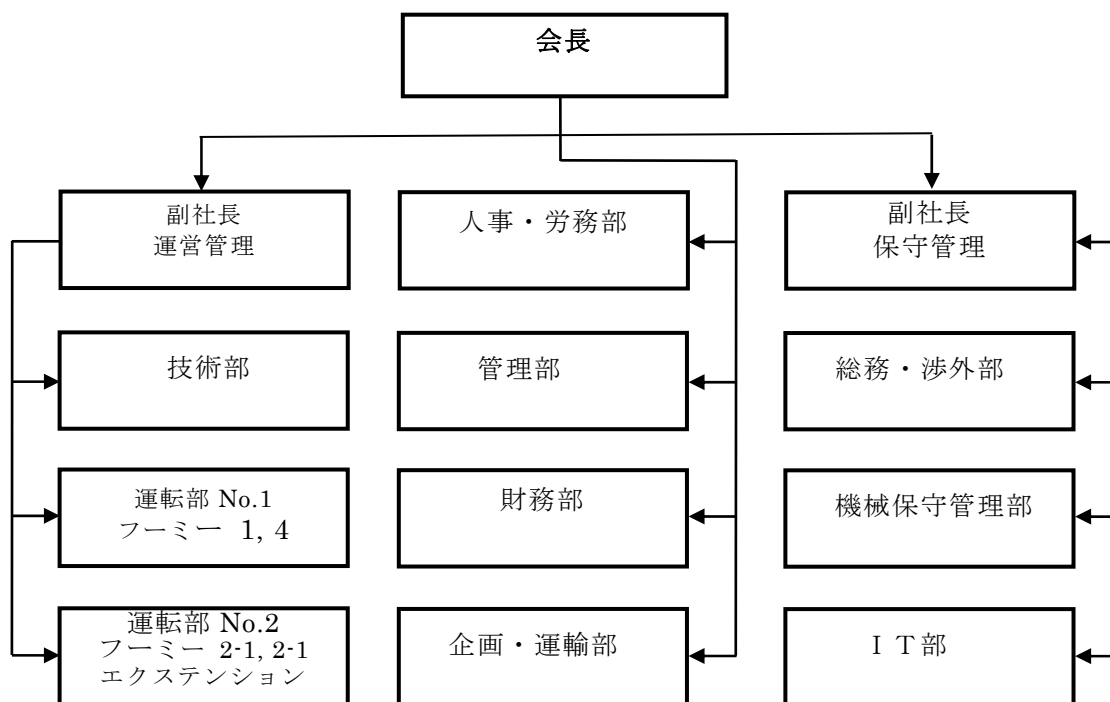 会長
副社長
運営管理
人事・労務部
副社長
保守管理
技術部
管理部
総務・渉外部
運転部 No.1
フーミー 1, 4
財務部
機械保守管理部
運転部 No.2
フーミー 2-1, 2-1
エクステンション
企画・運輸部
ＩＴ部